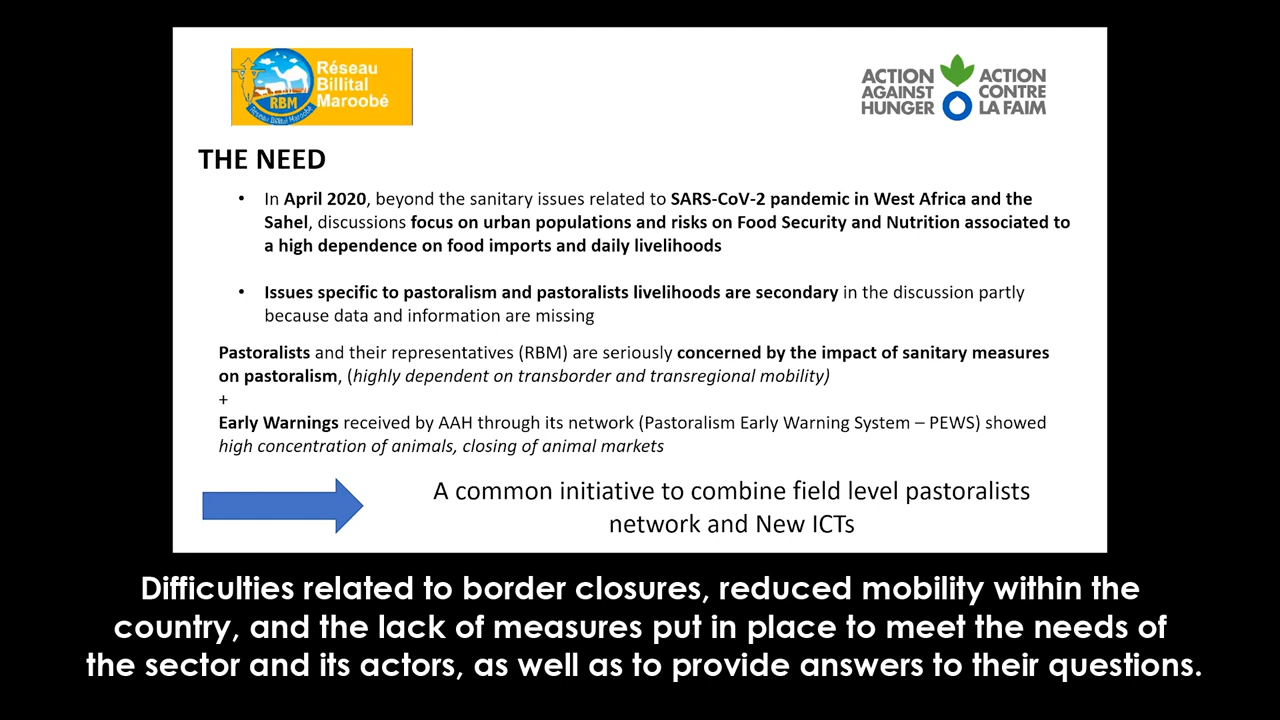 Réseau
Billital
Maroobé
RBM
Réseau Billital Maroobé
ACTION
AGAINST
HUNGER
ACTION
CONTRE
LA FAIM
THE NEED
• In April 2020, beyond the sanitary issues related to SARS-CoV-2 pandemic in West Africa and the
Sahel, discussions focus on urban populations and risks on Food Security and Nutrition associated to
a high dependence on food imports and daily livelihoods
• Issues specific to pastoralism and pastoralists livelihoods are secondary in the discussion partly
because data and information are missing
Pastoralists and their representatives (RBM) are seriously concerned by the impact of sanitary measures
on pastoralism, (highly dependent on transborder and transregional mobility)
+
Early Warnings received by AAH through its network (Pastoralism Early Warning System – PEWS) showed
high concentration of animals, closing of animal markets
A common initiative to combine field level pastoralists
network and New ICTs
Difficulties related to border closures, reduced mobility within the
country, and the lack of measures put in place to meet the needs of
the sector and its actors, as well as to provide answers to their questions.